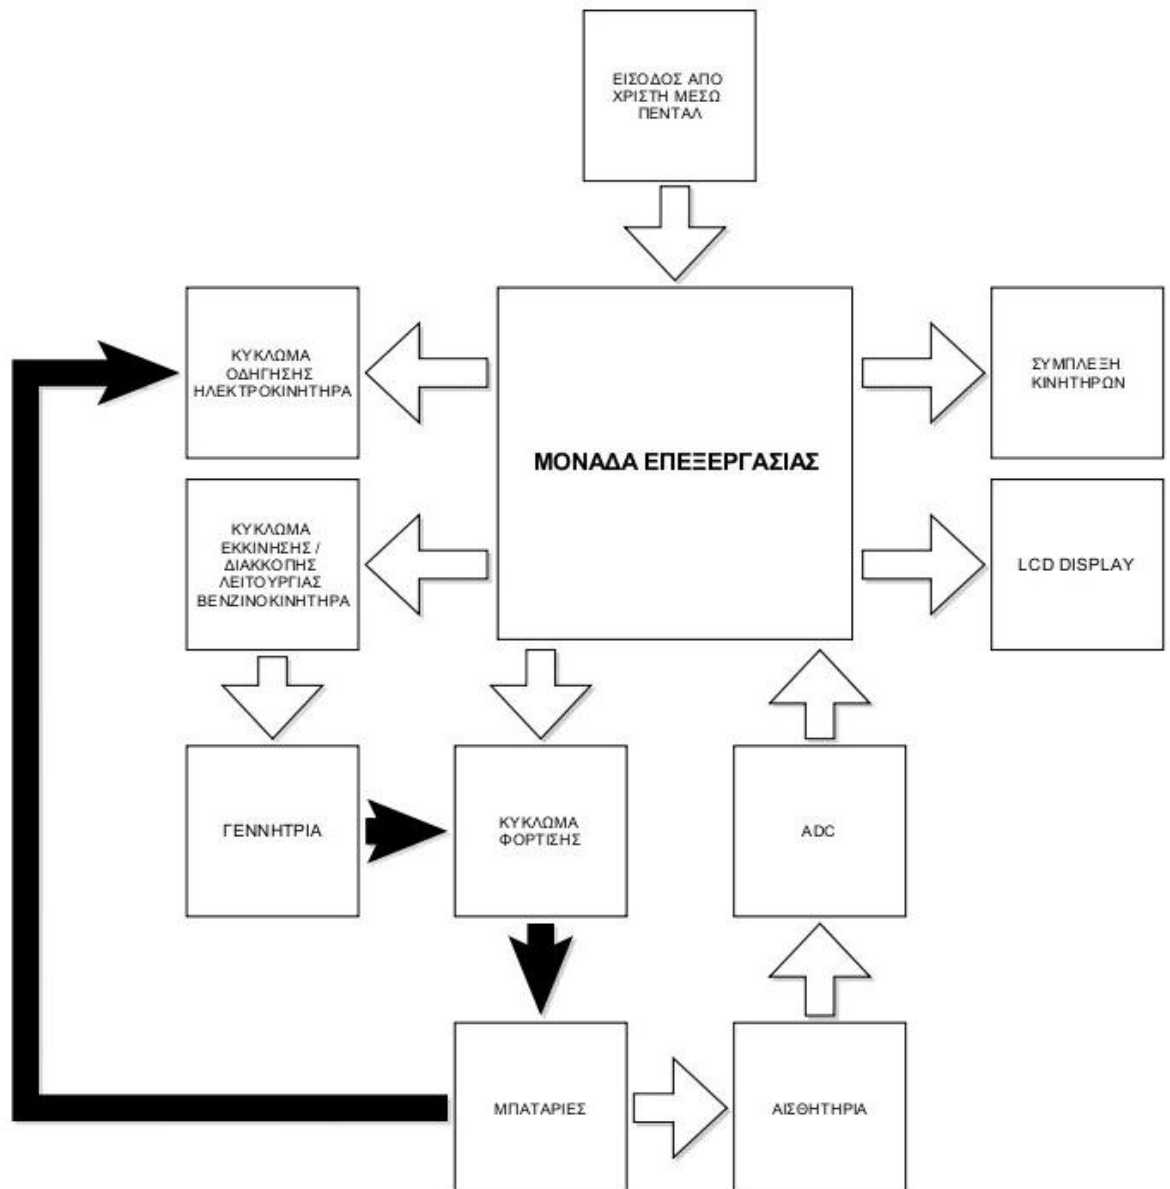 ΕΙΣΟΔΟΣ ΑΠΟ
ΧΡΙΣΤΗ ΜΕΣΩ
ΠΕΝΤΑΛ
ΚΥΚΛΩΜΑ
ΟΔΗΓΗΣΗΣ
ΗΛΕΚΤΡΟΚΙΝΗΤΗΡΑ
ΜΟΝΑΔΑ ΕΠΕΞΕΡΓΑΣΙΑΣ
ΣΥΜΠΛΕΞΗ
ΚΙΝΗΤΗΡΩΝ
ΚΥΚΛΩΜΑ
ΕΚΚΙΝΗΣΗΣ /
ΔΙΑΚΚΟΠΗΣ
ΛΕΙΤΟΥΡΓΙΑΣ
ΒΕΝΖΙΝΟΚΙΝΗΤΗΡΑ
LCD DISPLAY
ΓΕΝΝΗΤΡΙΑ
ΚΥΚΛΩΜΑ
ΦΟΡΤΙΣΗΣ
ADC
ΜΠΑΤΑΡΙΕΣ
ΑΙΣΘΗΤΗΡΙΑ